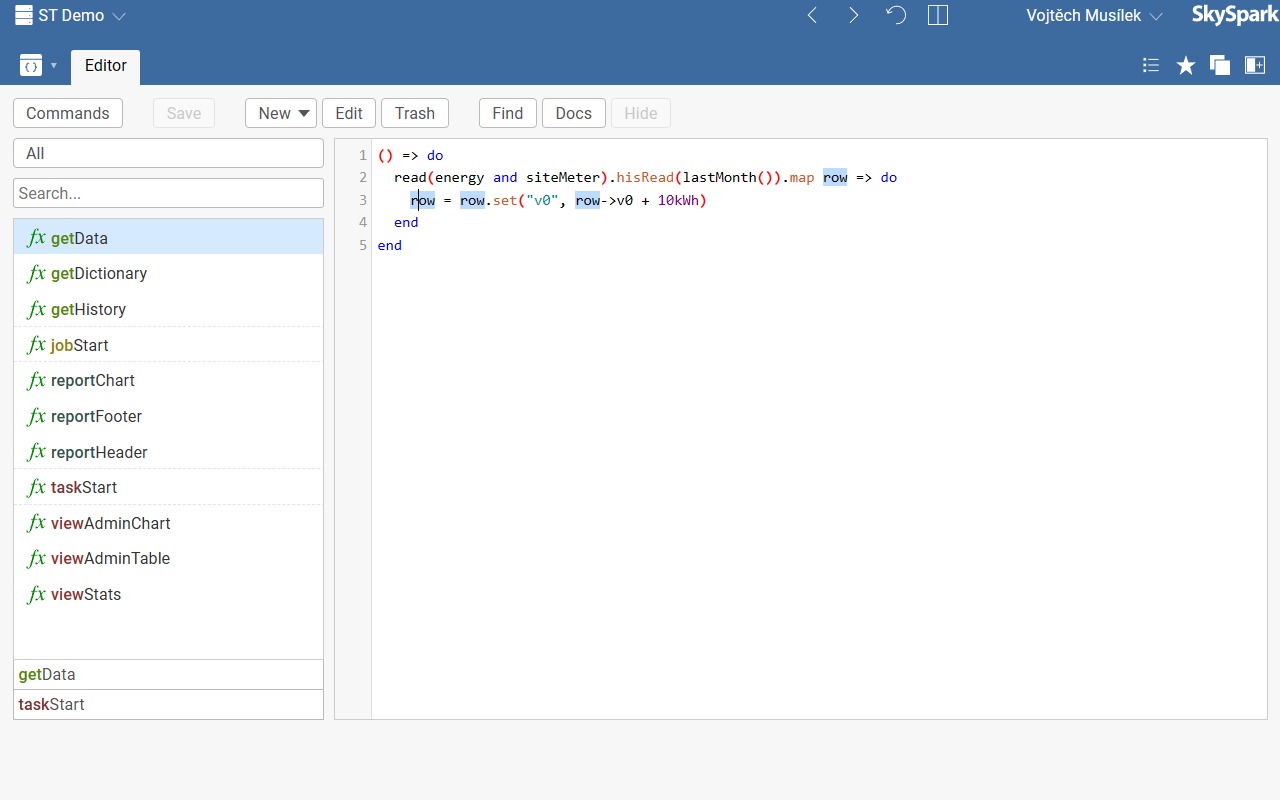 ST Demo
Vojtěch Musílek
SkySpark
Editor
Commands
Save
New
Edit
Trash
Find
Docs
Hide
All
Search...
fx getData
fx getDictionary
fx getHistory
fx jobStart
fx reportChart
fx reportFooter
fx reportHeader
fx taskStart
fx viewAdminChart
fx viewAdminTable
fx viewStats
getData
taskStart
1 () => do
2   read(energy and siteMeter).hisRead(lastMonth()).map row => do
3     row = row.set("v0", row->v0 + 10kWh)
4   end
5 end